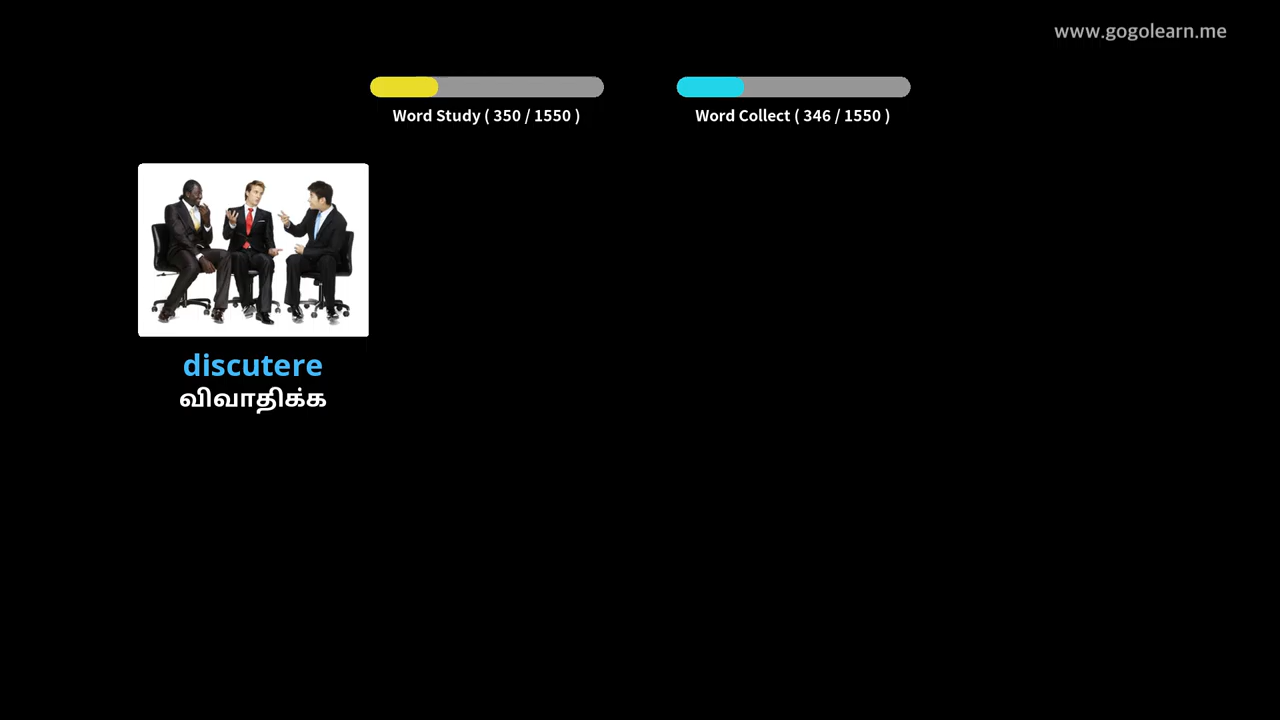 www.gogolearn.me
Word Study ( 350 / 1550 )
Word Collect ( 346 / 1550 )
discutere
விவாதிக்க